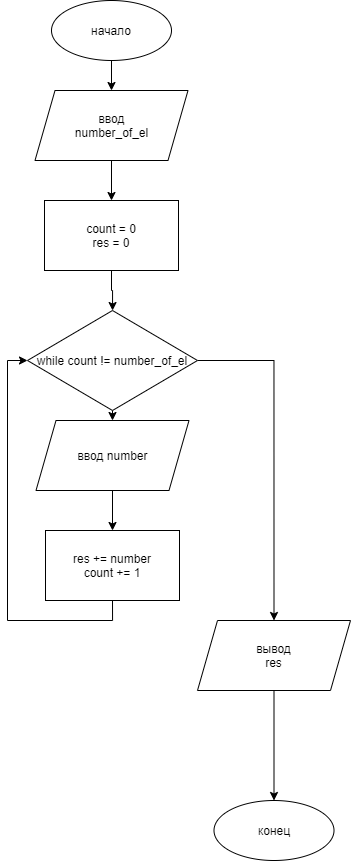 начало
ввод
number_of_el
count = 0
res = 0
while count != number_of_el
ввод number
res += number
count += 1
вывод
res
конец